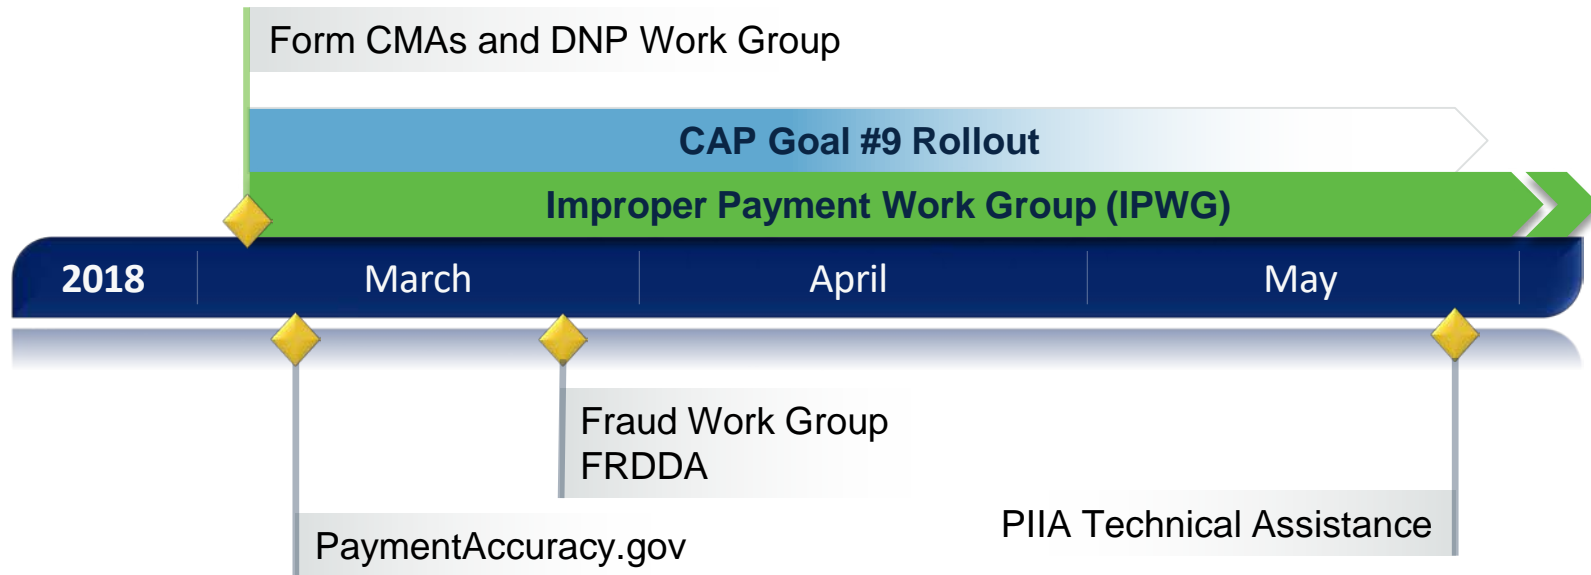 Form CMAs and DNP Work Group
CAP Goal #9 Rollout
Improper Payment Work Group (IPWG)
2018 March April May
Fraud Work Group
FRDDA
PIIA Technical Assistance
PaymentAccuracy.gov